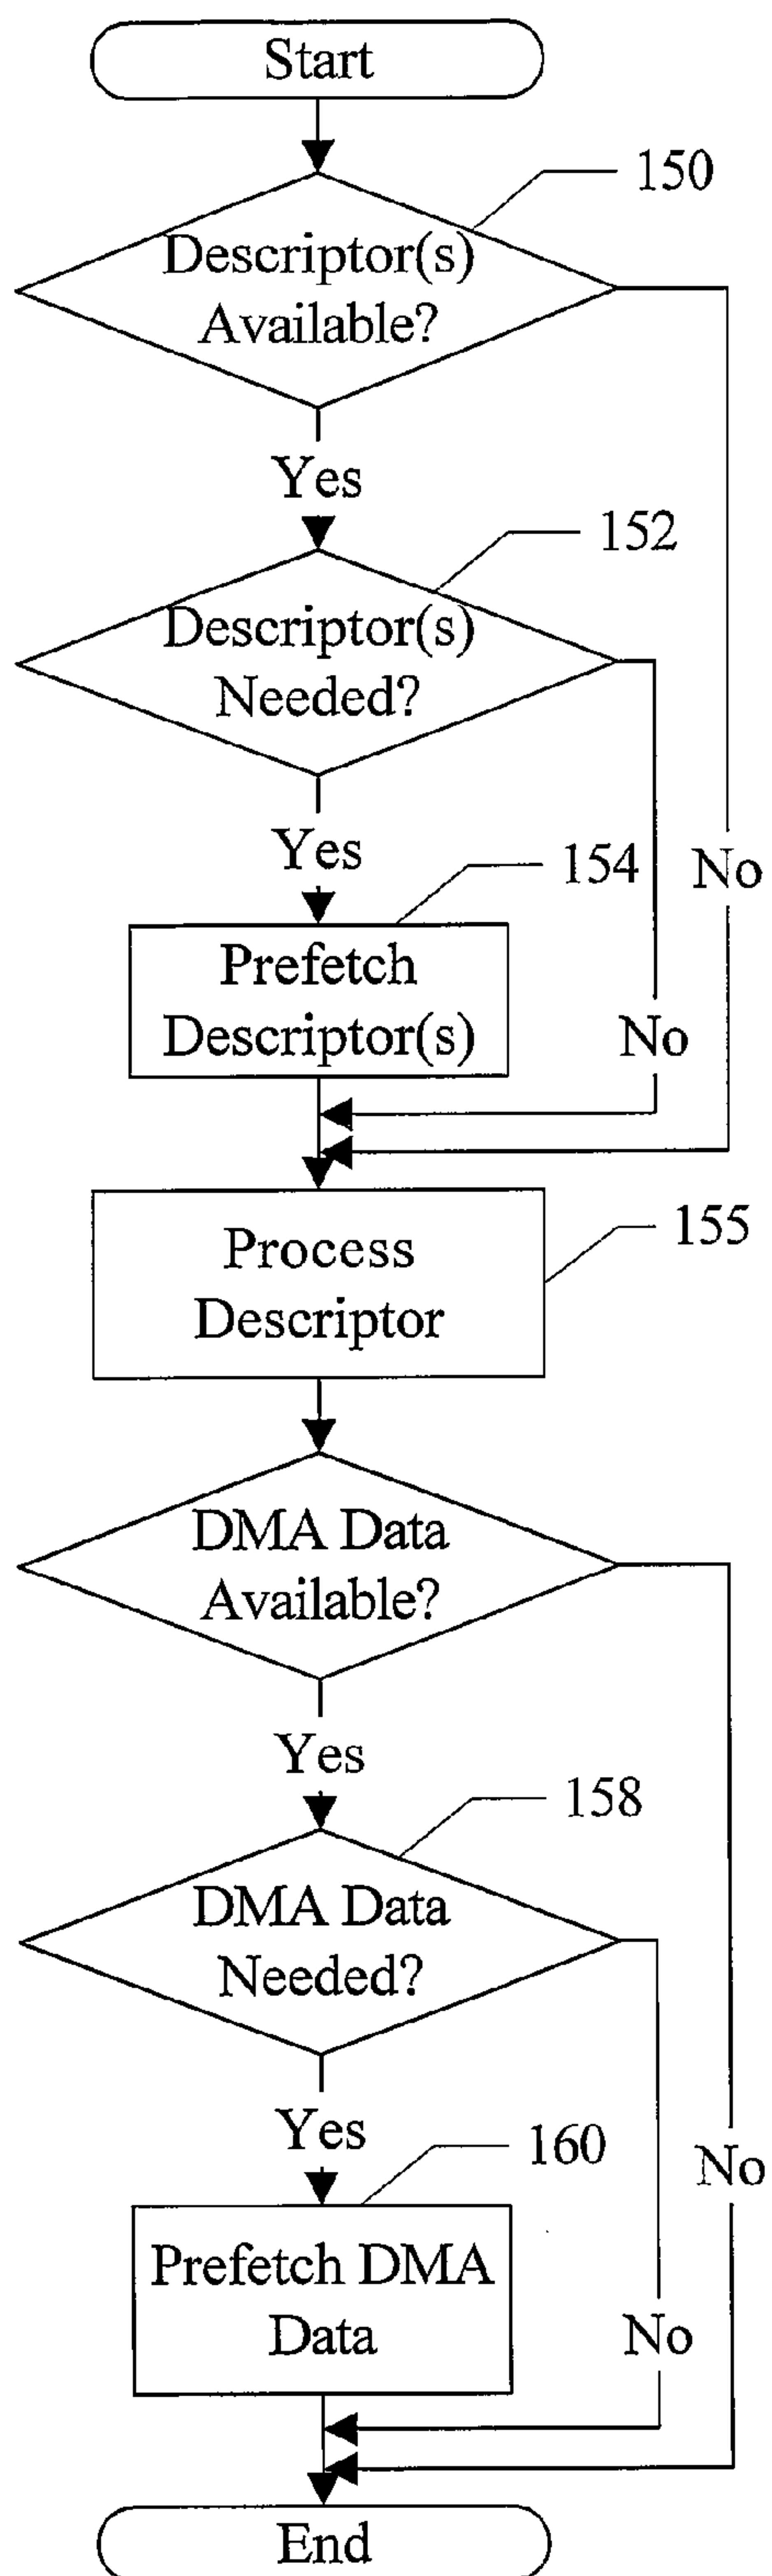 Start
150
Descriptor(s)
Available?
Yes
152
Descriptor(s)
Needed?
Yes
154
No
Prefetch
Descriptor(s)
No
155
Process
Descriptor
DMA Data
Available?
Yes
158
DMA Data
Needed?
Yes
160
No
Prefetch DMA
Data
No
End